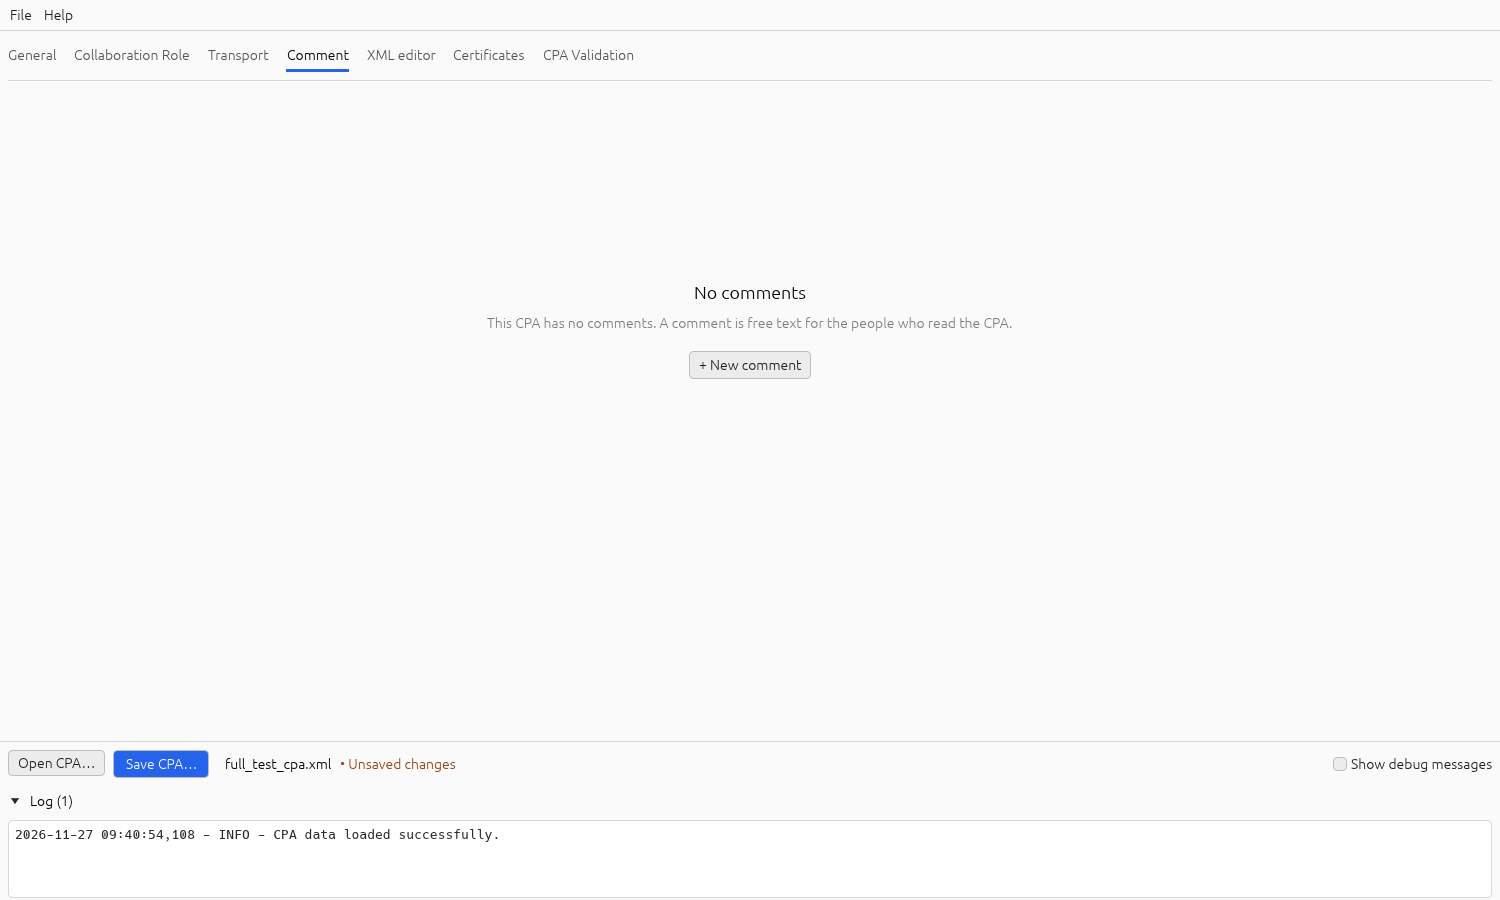 File Help
General Collaboration Role Transport Comment XML editor Certificates CPA Validation
No comments
This CPA has no comments. A comment is free text for the people who read the CPA.
+ New comment
Open CPA... Save CPA... full_test_cpa.xml • Unsaved changes Show debug messages
▼ Log (1)
2026-11-27 09:40:54,108 - INFO - CPA data loaded successfully.